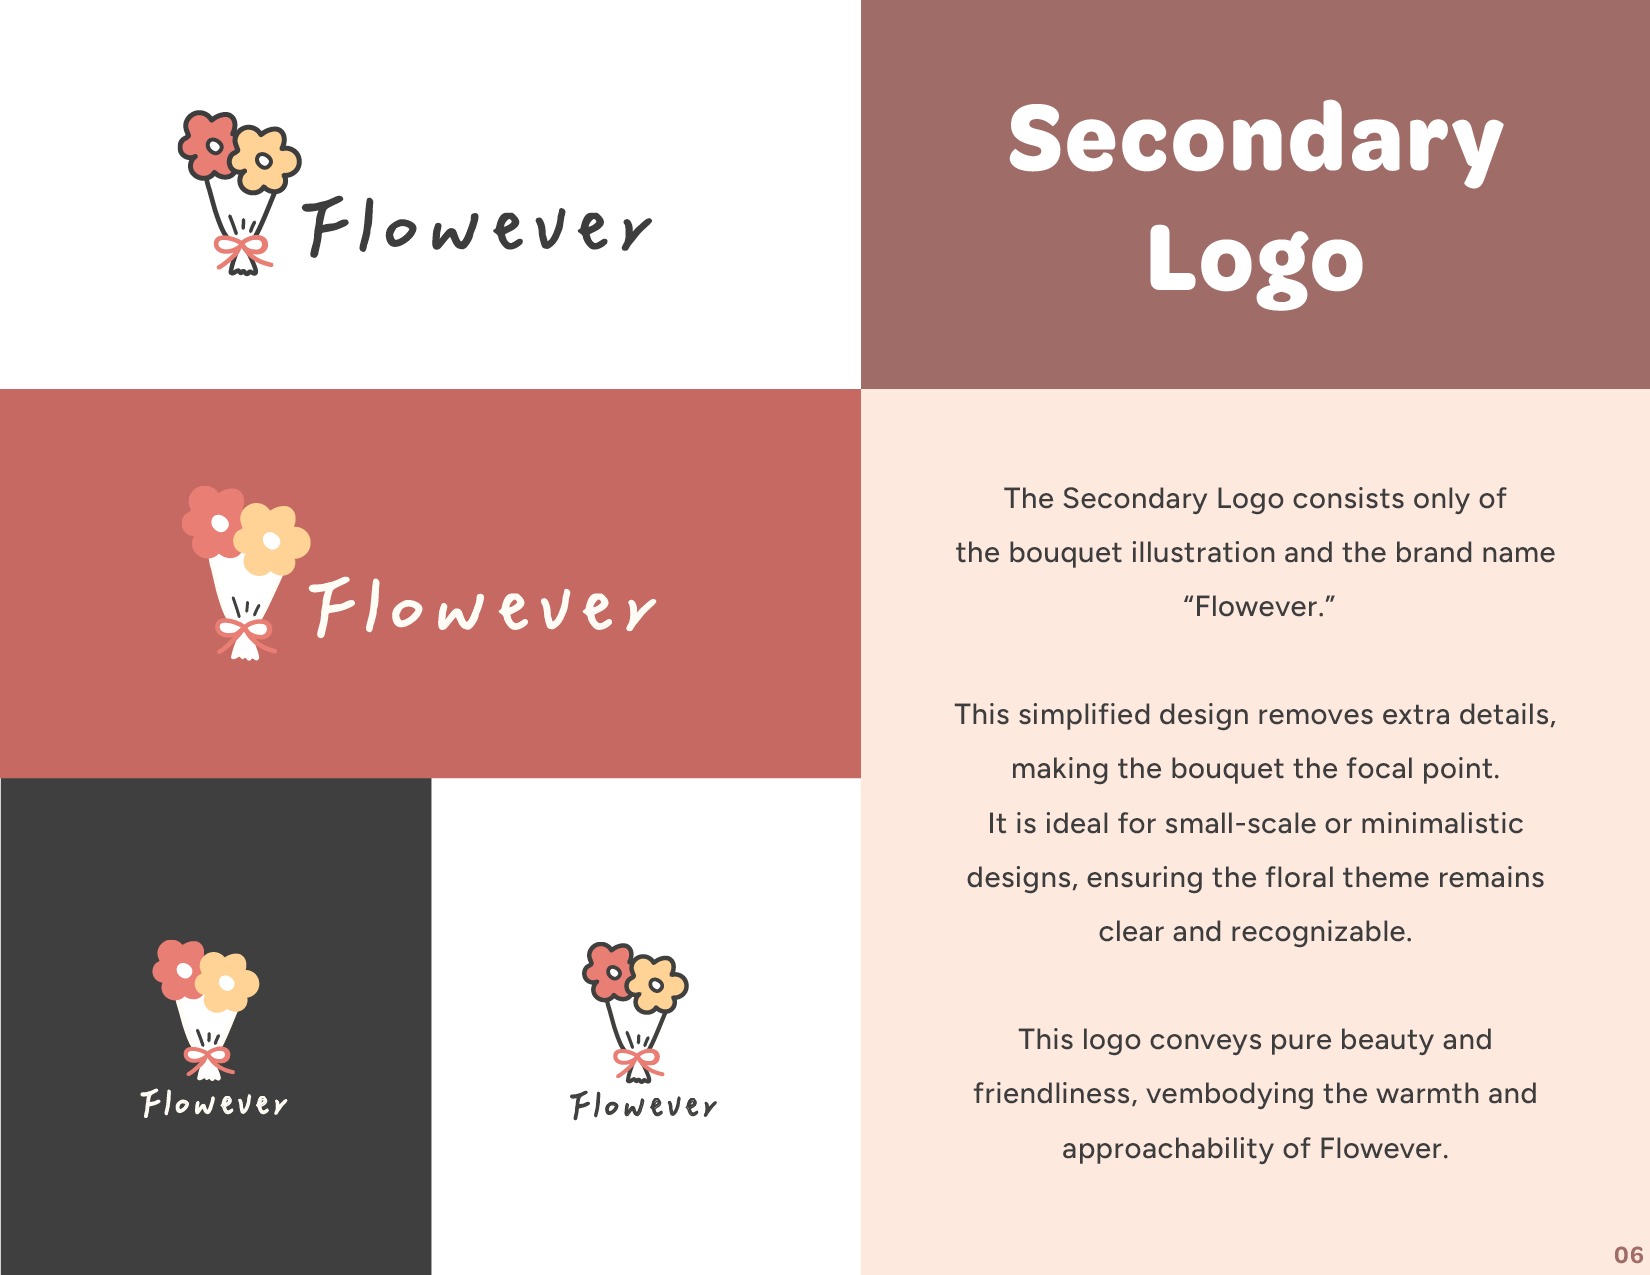 Flowever
Secondary
Logo
Flowever
The Secondary Logo consists only of
the bouquet illustration and the brand name
“Flowever.”
This simplified design removes extra details,
making the bouquet the focal point.
It is ideal for small-scale or minimalistic
designs, ensuring the floral theme remains
clear and recognizable.
This logo conveys pure beauty and
friendliness, vembodying the warmth and
approachability of Flowever.
Flowever
Flowever
06